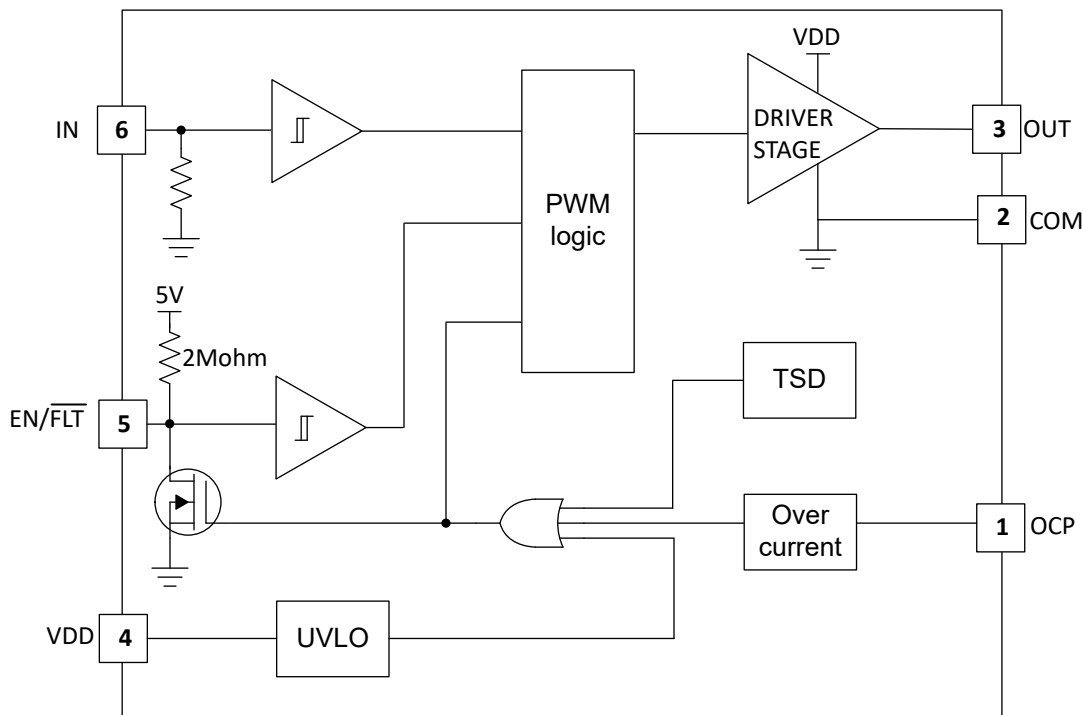 VDD
IN
6
DRIVER
STAGE
3
OUT
PWM
logic
2
COM
5V
2Mohm
TSD
EN/FLT
5
Over
current
1
OCP
VDD
4
UVLO